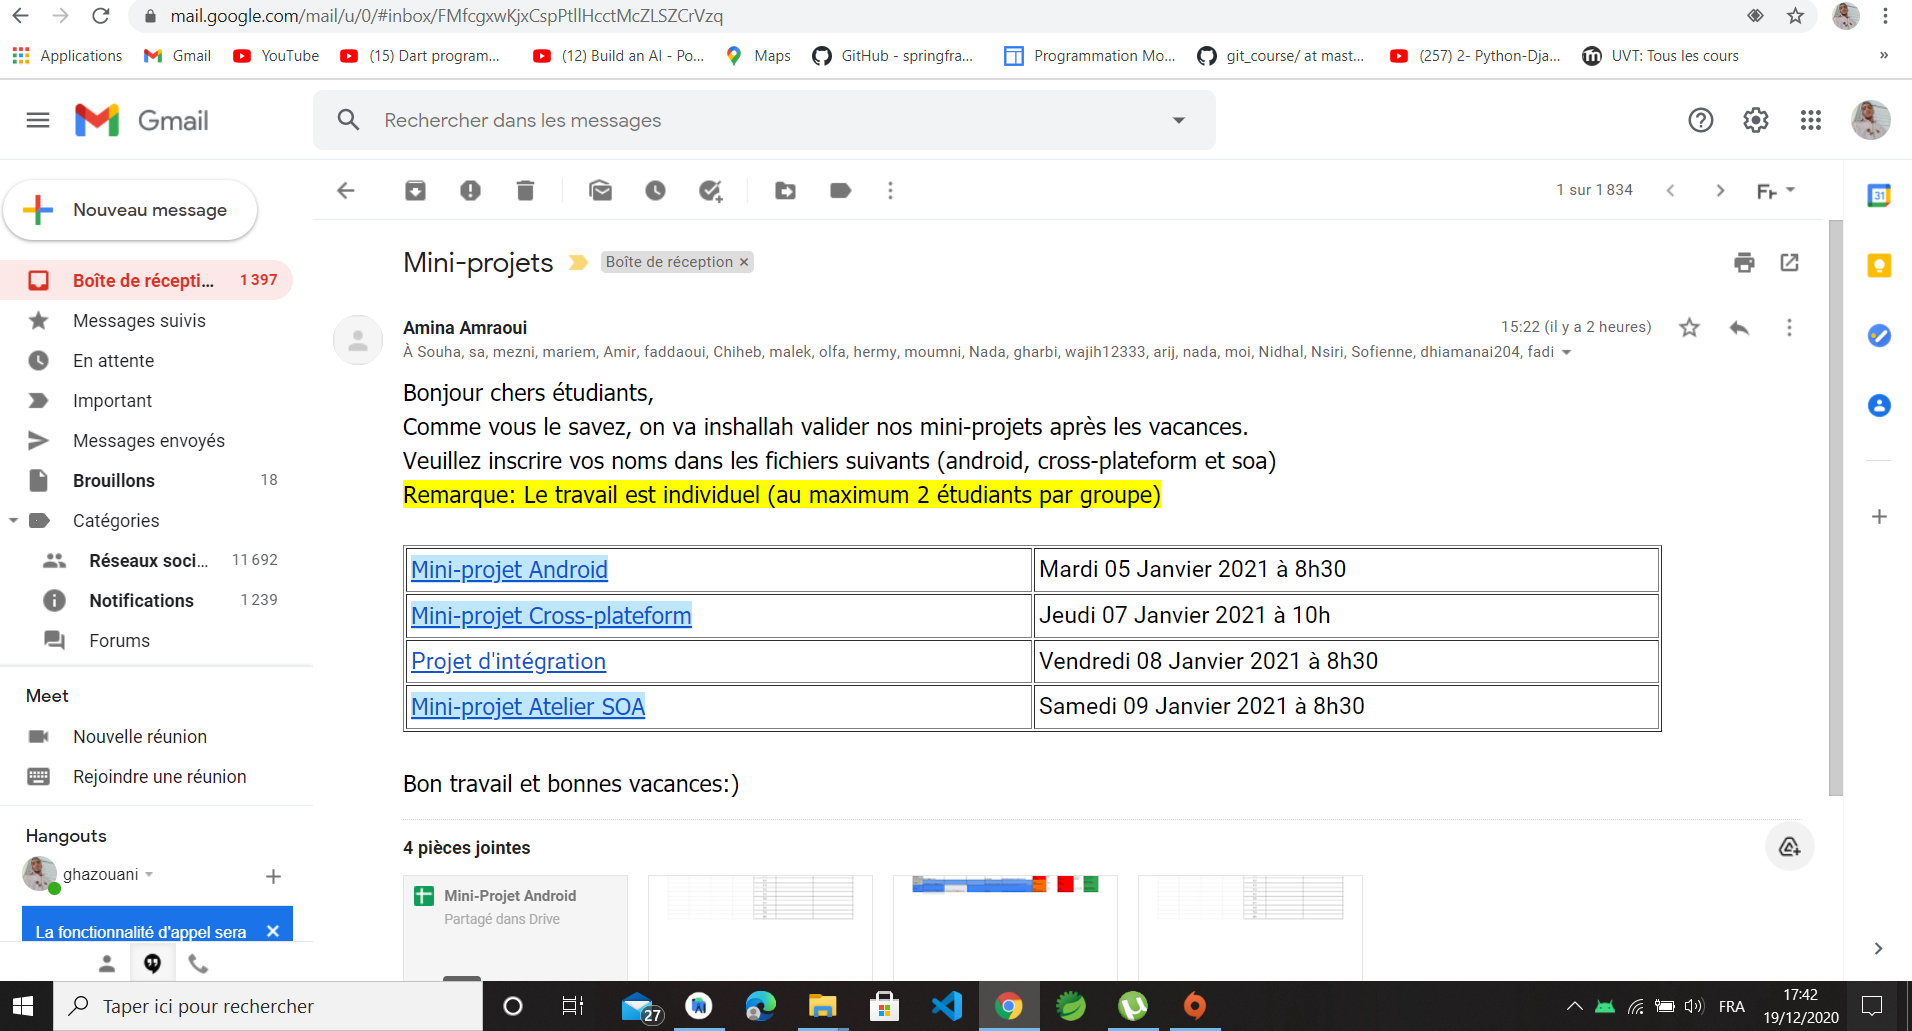 mail.google.com/mail/u/0/#inbox/FMfcgxwKjxCspPtllHcctMcZLSZCrVzq
Applications
Gmail
YouTube
(15) Dart program...
(12) Build an AI - Po...
Maps
GitHub - springfra...
Programmation Mo...
git_course/ at mast...
(257) 2- Python-Dja...
UVT: Tous les cours
»
Gmail
Rechercher dans les messages
Nouveau message
1 sur 1 834
Boîte de récepti... 1 397
Messages suivis
En attente
Important
Messages envoyés
Brouillons 18
Catégories
Réseaux soci... 11 692
Notifications 1 239
Forums
Meet
Nouvelle réunion
Rejoindre une réunion
Hangouts
ghazouani
La fonctionnalité d'appel sera
Mini-projets
Boîte de réception ×
Amina Amraoui
15:22 (il y a 2 heures)
À Souha, sa, mezni, mariem, Amir, faddaoui, Chiheb, malek, olfa, hermy, moumni, Nada, gharbi, wajih12333, arij, nada, moi, Nidhal, Nsiri, Sofienne, dhiamanai204, fadi
Bonjour chers étudiants,
Comme vous le savez, on va inshallah valider nos mini-projets après les vacances.
Veuillez inscrire vos noms dans les fichiers suivants (android, cross-plateform et soa)
Remarque: Le travail est individuel (au maximum 2 étudiants par groupe)
Mini-projet Android Mardi 05 Janvier 2021 à 8h30
Mini-projet Cross-plateform Jeudi 07 Janvier 2021 à 10h
Projet d'intégration Vendredi 08 Janvier 2021 à 8h30
Mini-projet Atelier SOA Samedi 09 Janvier 2021 à 8h30
Bon travail et bonnes vacances:)
4 pièces jointes
Mini-Projet Android
Partagé dans Drive
31
Taper ici pour rechercher
27
FRA
17:42
19/12/2020